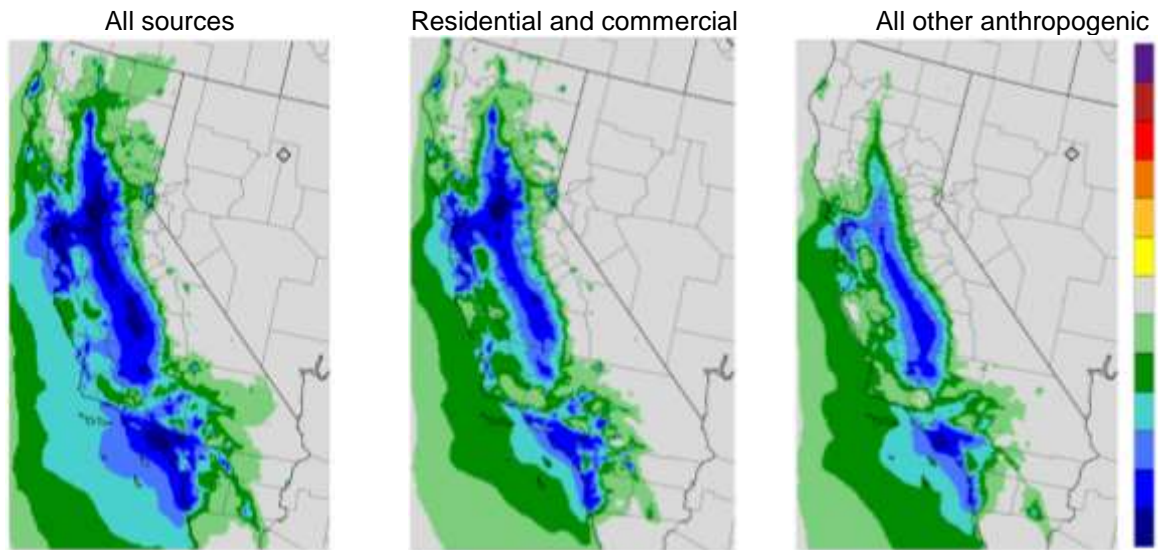 All sources
Residential and commercial
All other anthropogenic